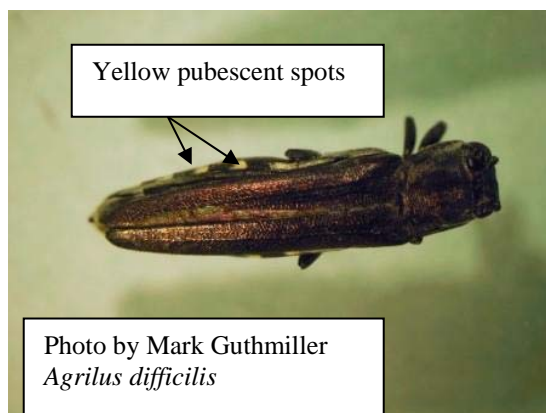 Yellow pubescent spots
Photo by Mark Guthmiller
Agrilus difficilis